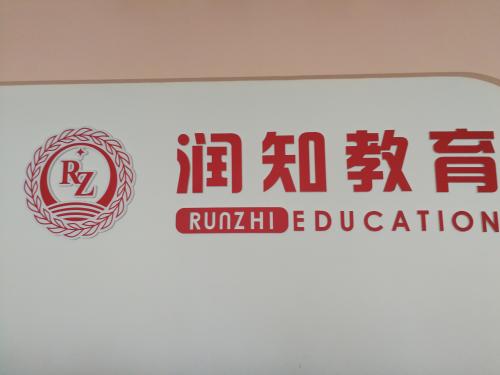 RZ
润知教育
RUNZHI EDUCATION